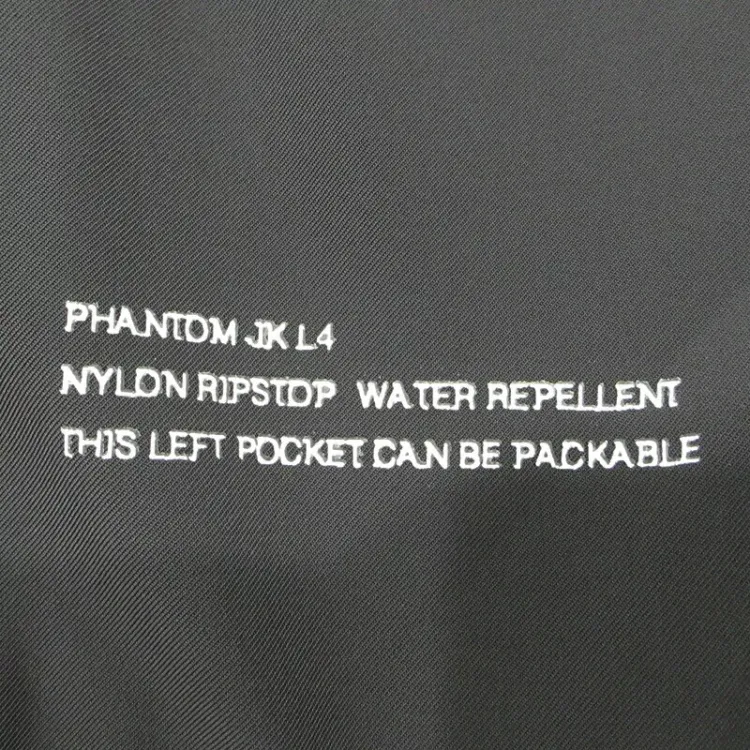 PHANTOM JK L4
NYLON RIPSTOP WATER REPELLENT
THIS LEFT POCKET CAN BE PACKABLE